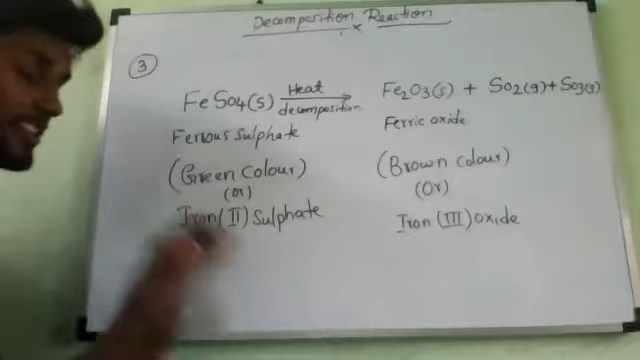 Decomposition Reaction
3
FeSO4(s) Heat decomposition Fe2O3(s) + SO2(g)+SO3(g)
Ferrous sulphate Ferric oxide
(Green colour) (Brown colour)
(or) (Or)
Iron (II) Sulphate Iron (III) Oxide